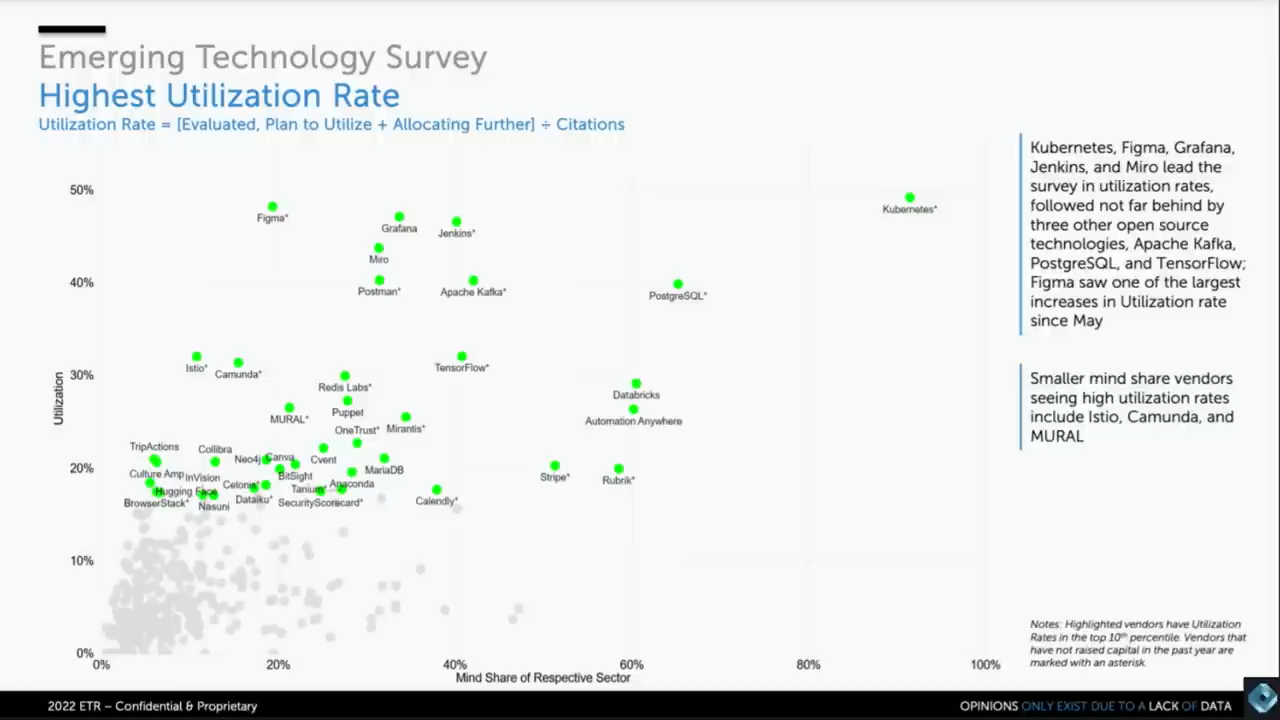 Emerging Technology Survey
Highest Utilization Rate
Utilization Rate = [Evaluated, Plan to Utilize + Allocating Further] ÷ Citations
50%
40%
30%
20%
10%
0%
Utilization
Figma*
Grafana
Jenkins*
Kubernetes*
Miro
Postman*
Apache Kafka*
PostgreSQL*
Istio*
Camunda*
TensorFlow*
Redis Labs*
Databricks
MURAL*
Puppet
Automation Anywhere
OneTrust*
Mirantis*
TripActions
Collibra
Neo4j
Canva
Cvent
MariaDB
Culture Amp
InVision
BitSight
Stripe*
Rubrik*
Celonis*
Anaconda
Hugging Face
Tanium*
BrowserStack*
Nasuni
Dataiku*
SecurityScorecard*
Calendly*
0%
20%
40%
60%
80%
100%
Mind Share of Respective Sector
Kubernetes, Figma, Grafana,
Jenkins, and Miro lead the
survey in utilization rates,
followed not far behind by
three other open source
technologies, Apache Kafka,
PostgreSQL, and TensorFlow;
Figma saw one of the largest
increases in Utilization rate
since May
Smaller mind share vendors
seeing high utilization rates
include Istio, Camunda, and
MURAL
Notes: Highlighted vendors have Utilization
Rates in the top 10th percentile. Vendors that
have not raised capital in the past year are
marked with an asterisk.
2022 ETR – Confidential & Proprietary
OPINIONS ONLY EXIST DUE TO A LACK OF DATA